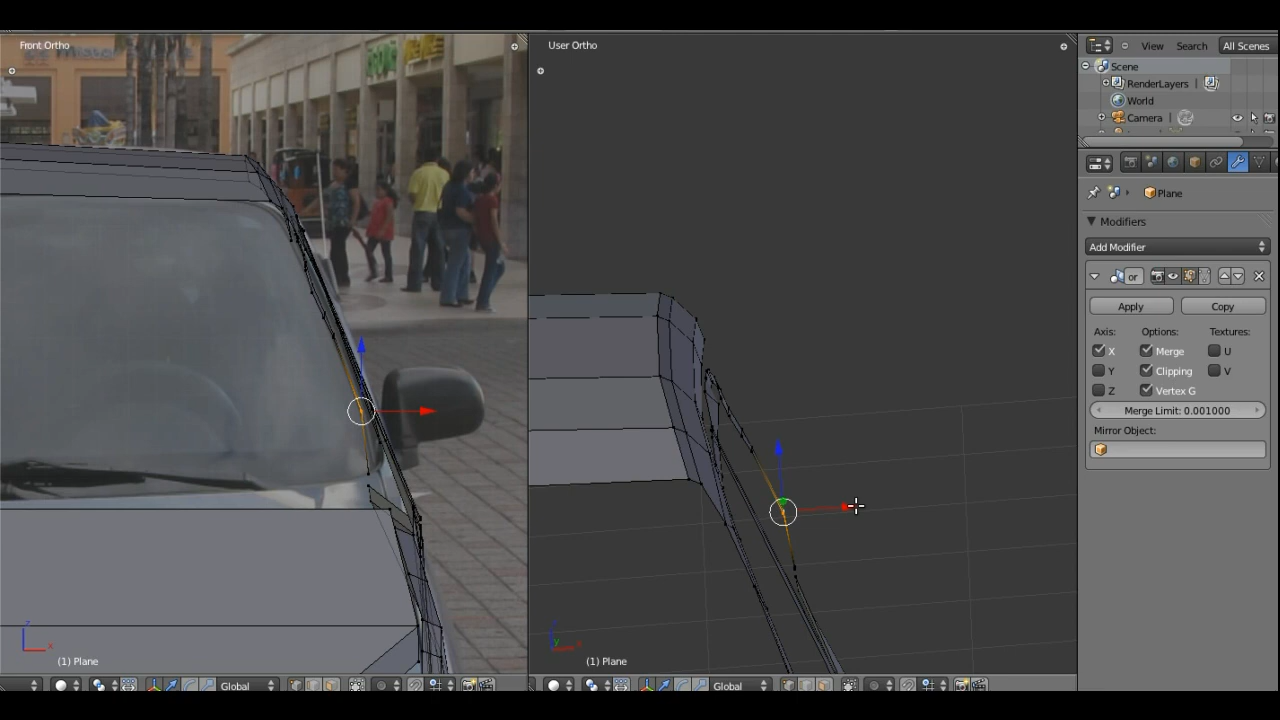 Front Ortho
User Ortho
View Search All Scenes
Scene
RenderLayers
World
Camera
Plane
Modifiers
Add Modifier
or
Apply Copy
Axis: Options: Textures:
X Merge U
Y Clipping V
Z Vertex G
Merge Limit: 0.001000
Mirror Object:
(1) Plane
(1) Plane
Global
Global